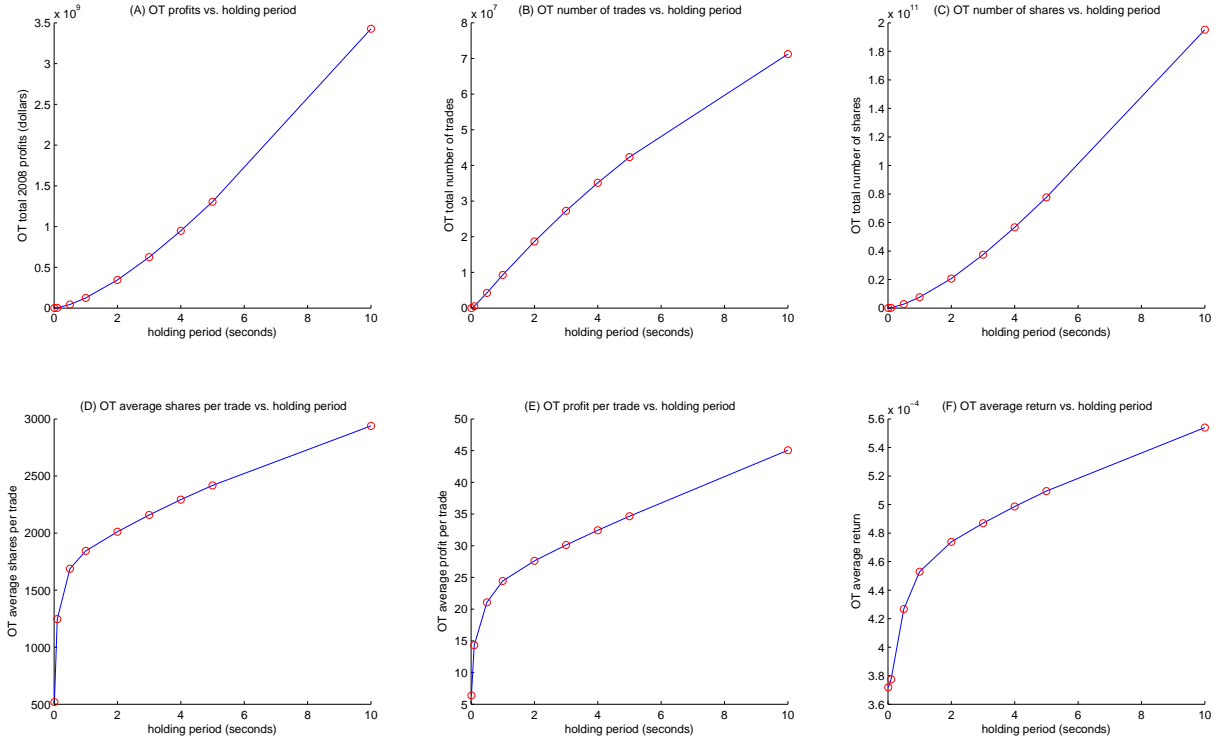 (A) OT profits vs. holding period
x 10^9
OT total 2008 profits (dollars)
3.5
3
2.5
2
1.5
1
0.5
0
0 2 4 6 8 10
holding period (seconds)
(B) OT number of trades vs. holding period
x 10^7
OT total number of trades
8
7
6
5
4
3
2
1
0
0 2 4 6 8 10
holding period (seconds)
(C) OT number of shares vs. holding period
x 10^11
OT total number of shares
2
1.8
1.6
1.4
1.2
1
0.8
0.6
0.4
0.2
0
0 2 4 6 8 10
holding period (seconds)
(D) OT average shares per trade vs. holding period
OT average shares per trade
3000
2500
2000
1500
1000
500
0 2 4 6 8 10
holding period (seconds)
(E) OT profit per trade vs. holding period
OT average profit per trade
50
45
40
35
30
25
20
15
10
5
0 2 4 6 8 10
holding period (seconds)
(F) OT average return vs. holding period
x 10^−4
OT average return
5.6
5.4
5.2
5
4.8
4.6
4.4
4.2
4
3.8
3.6
0 2 4 6 8 10
holding period (seconds)